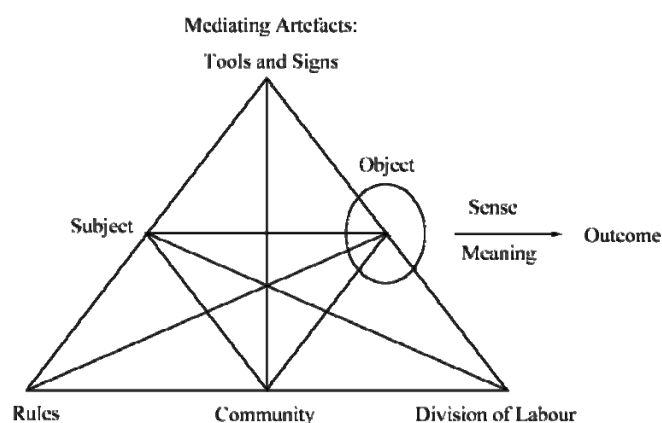 Mediating Artefacts:
Tools and Signs
Object
Subject
Sense
Meaning
Outcome
Rules
Community
Division of Labour